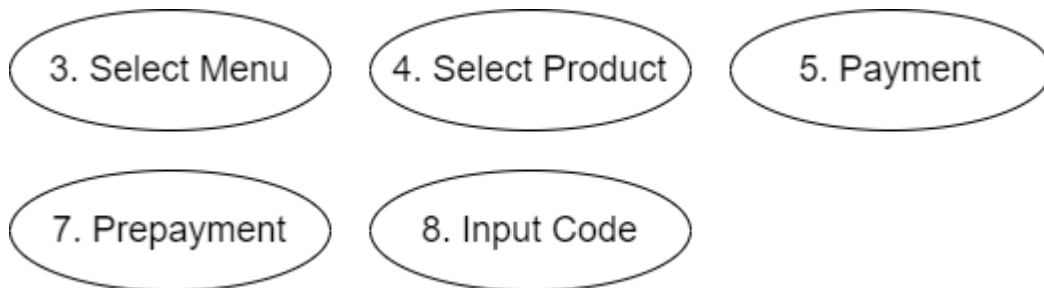 3. Select Menu
4. Select Product
5. Payment
7. Prepayment
8. Input Code